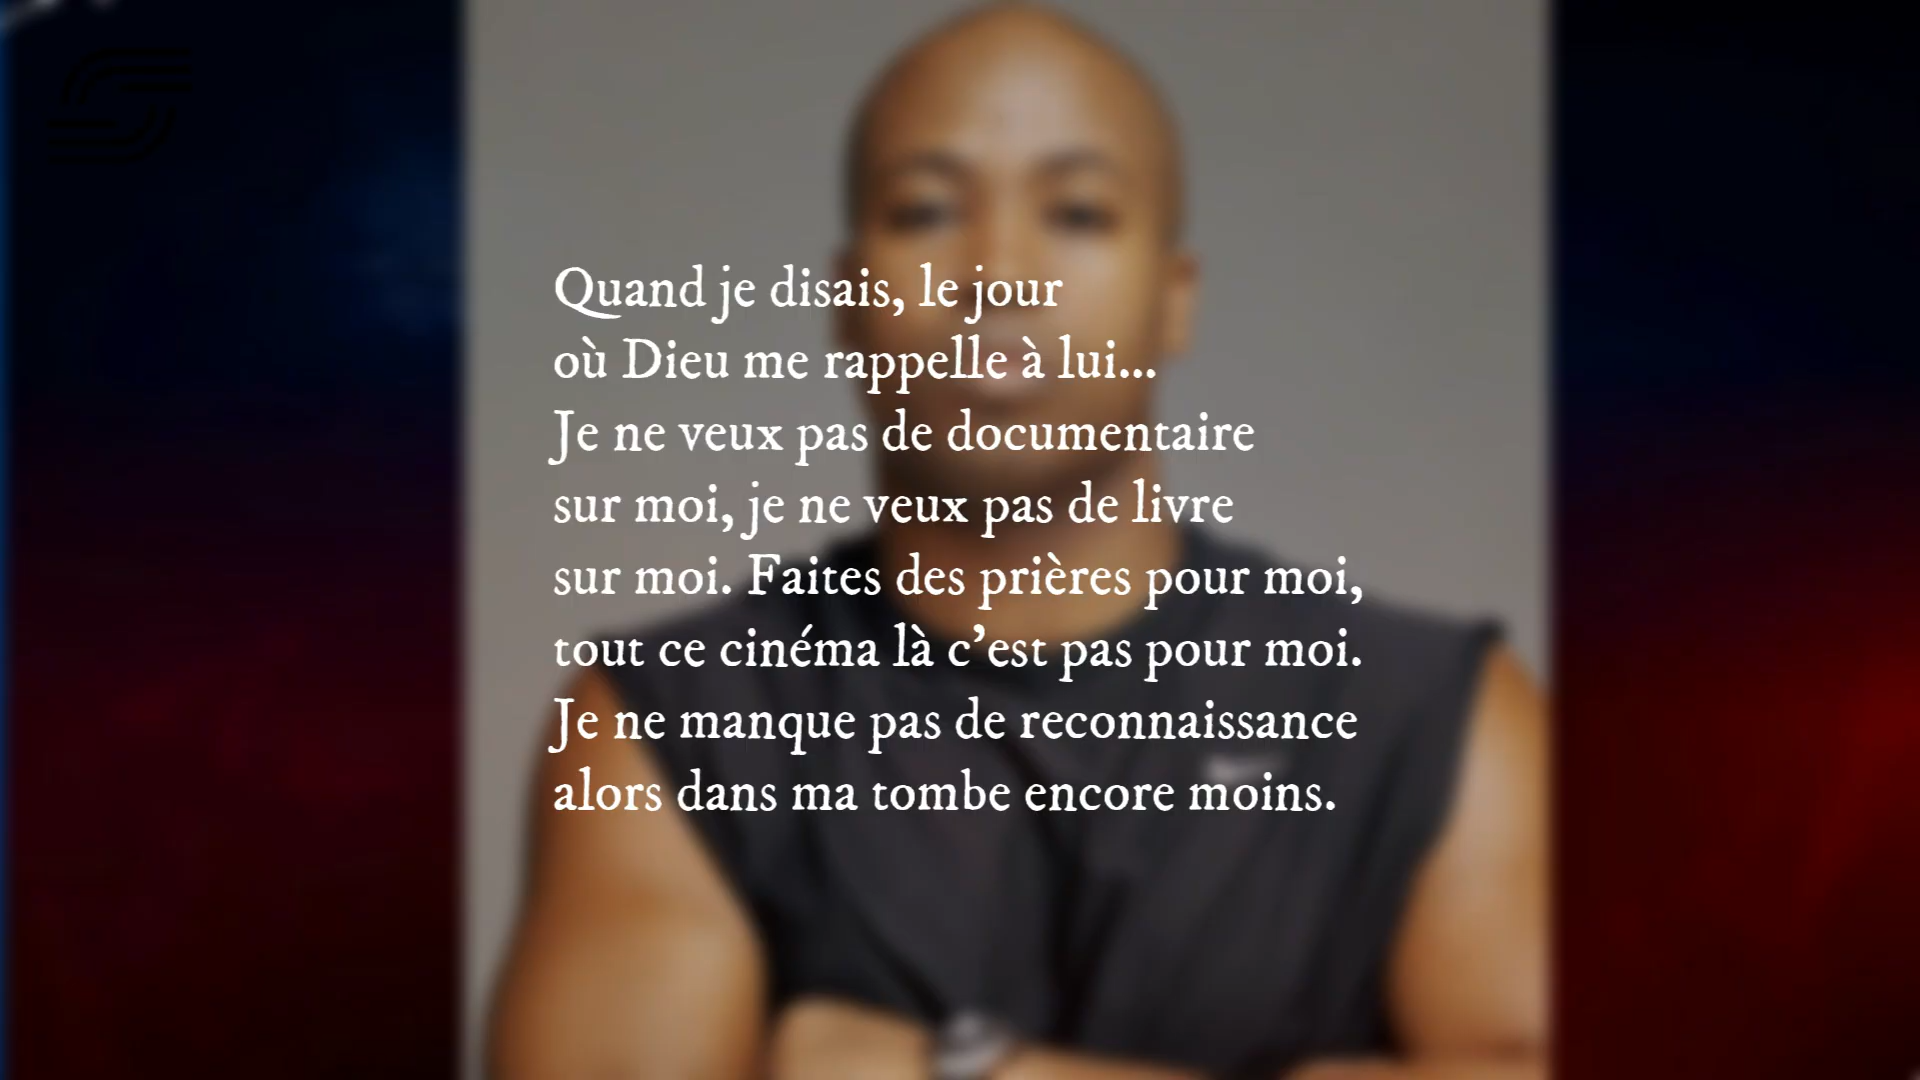 Quand je disais, le jour
où Dieu me rappelle à lui...
Je ne veux pas de documentaire
sur moi, je ne veux pas de livre
sur moi. Faites des prières pour moi,
tout ce cinéma là c'est pas pour moi.
Je ne manque pas de reconnaissance
alors dans ma tombe encore moins.